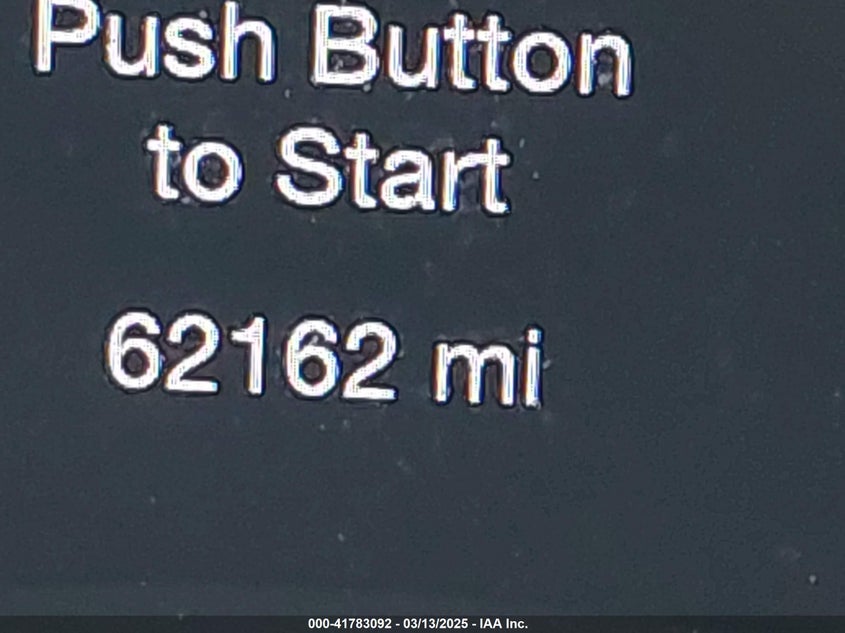 Push Button
to Start
62162 mi
000-41783092 - 03/13/2025 - IAA Inc.